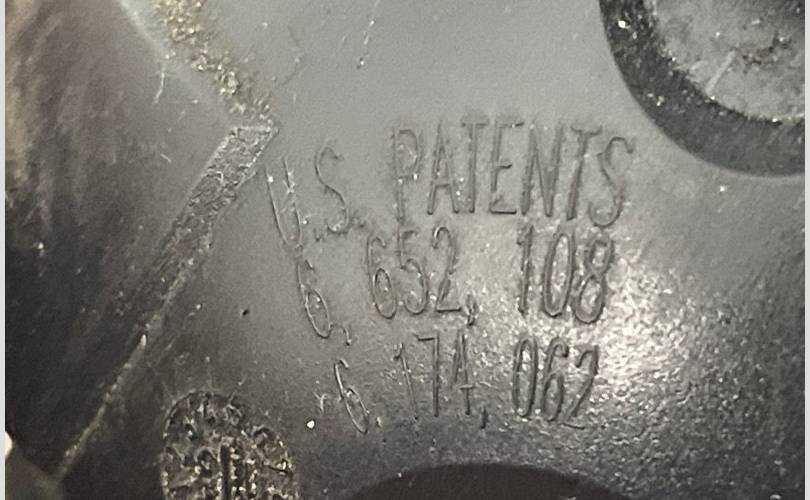 U.S. PATENTS
6, 652, 108
6, 174, 062